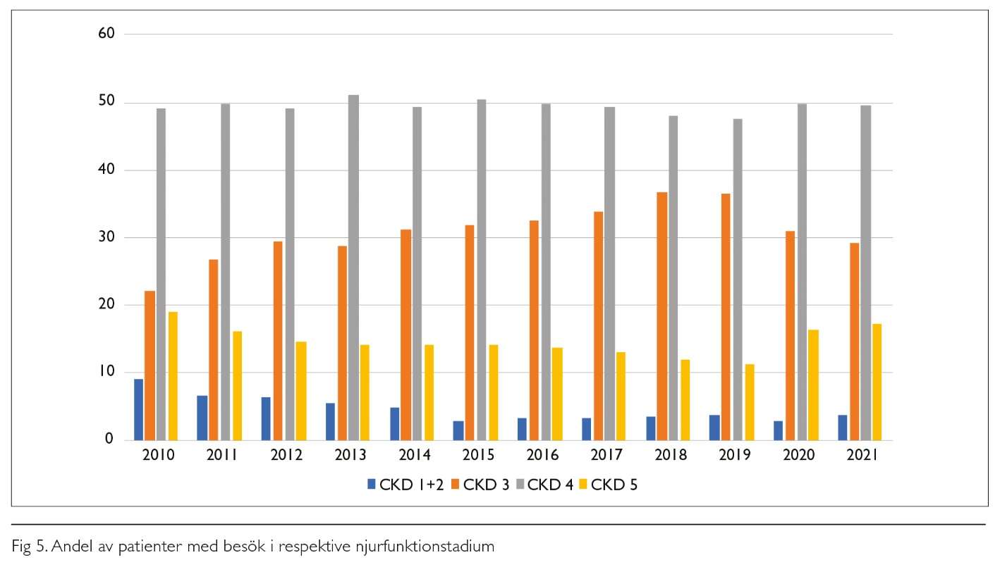 60
50
40
30
20
10
0
2010 2011 2012 2013 2014 2015 2016 2017 2018 2019 2020 2021
CKD 1+2 CKD 3 CKD 4 CKD 5
Fig 5. Andel av patienter med besök i respektive njurfunktionstadium